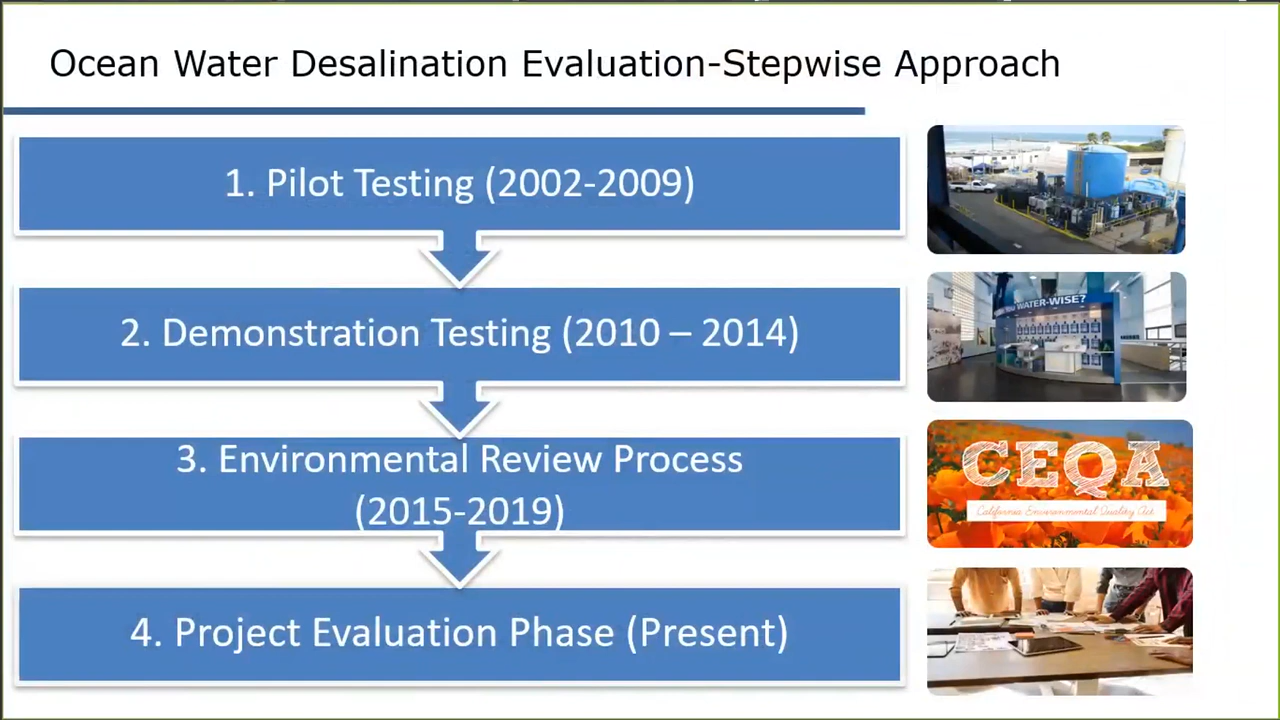 Ocean Water Desalination Evaluation-Stepwise Approach
1. Pilot Testing (2002-2009)
2. Demonstration Testing (2010 – 2014)
YOU WATER-WISE?
3. Environmental Review Process
(2015-2019)
CEQA
California Environmental Quality Act
4. Project Evaluation Phase (Present)